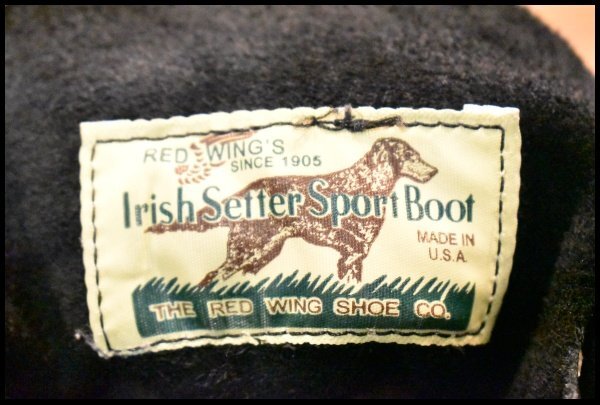 RED WING'S
SINCE 1905
Irish Setter Sport Boot
MADE IN
U.S.A.
THE RED WING SHOE CO.